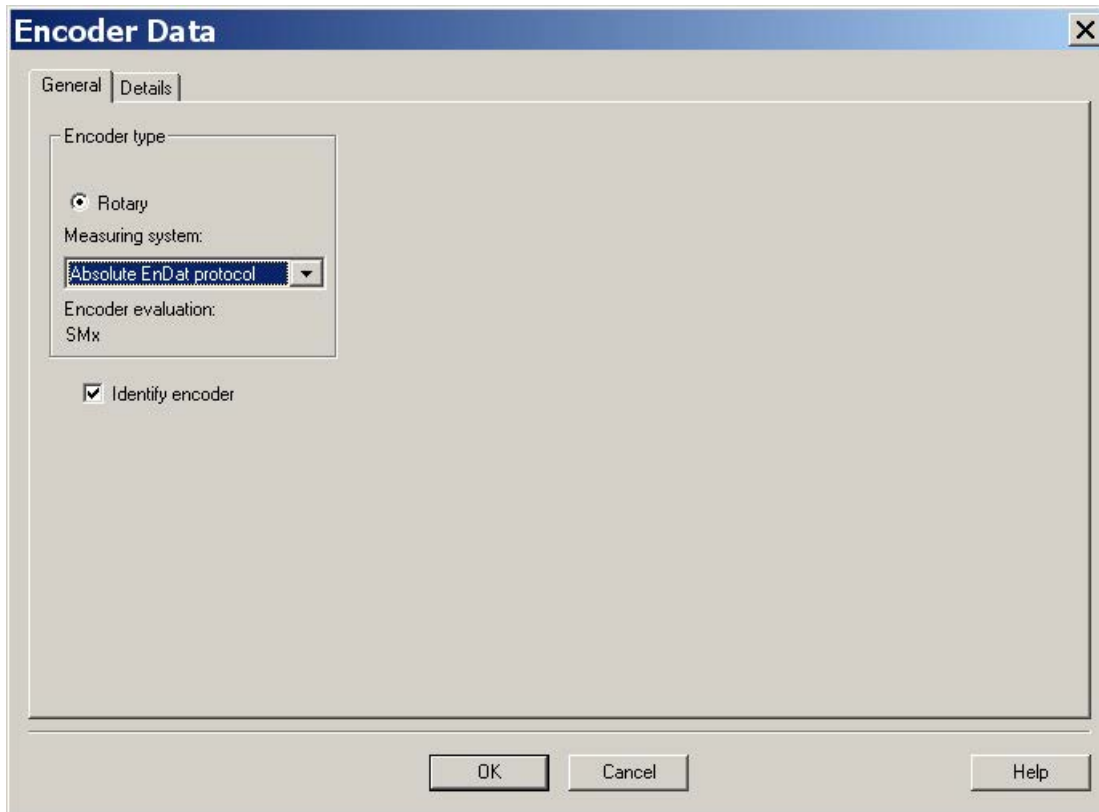 Encoder Data
General
Details
Encoder type
Rotary
Measuring system:
Absolute EnDat protocol
Encoder evaluation:
SMx
Identify encoder
OK
Cancel
Help